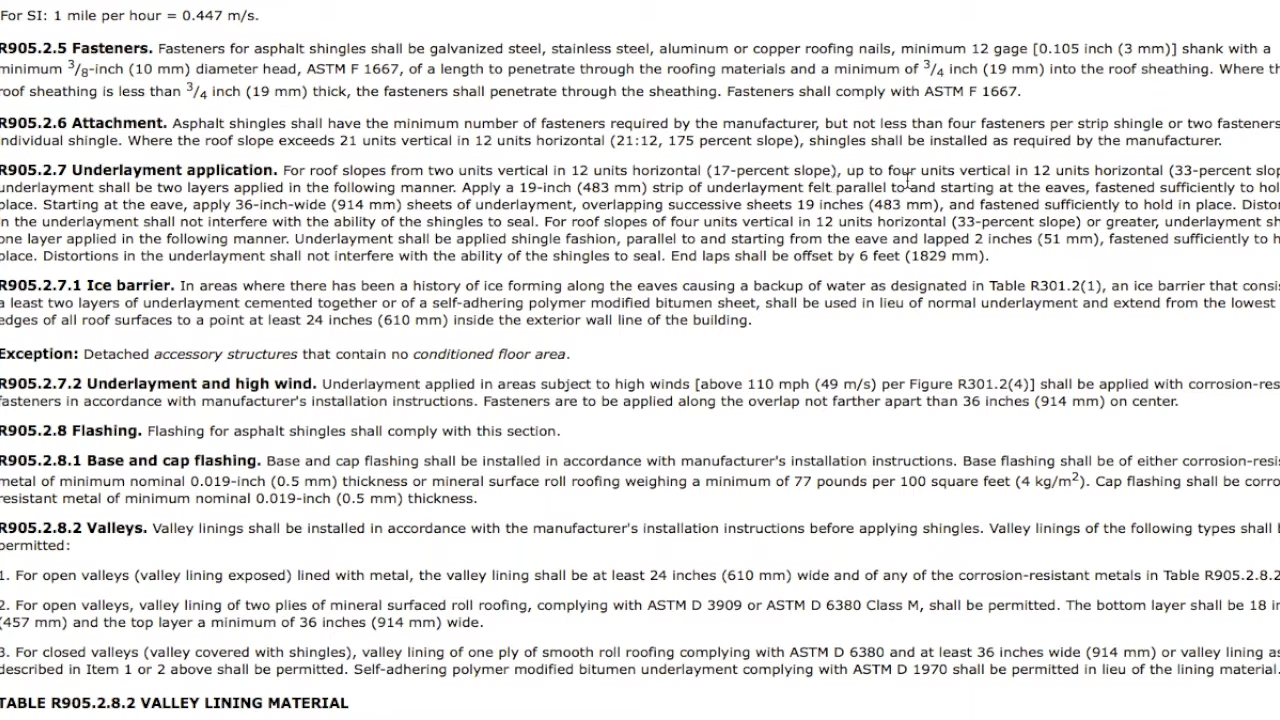 For SI: 1 mile per hour = 0.447 m/s.
R905.2.5 Fasteners. Fasteners for asphalt shingles shall be galvanized steel, stainless steel, aluminum or copper roofing nails, minimum 12 gage [0.105 inch (3 mm)] shank with a
minimum 3/8-inch (10 mm) diameter head, ASTM F 1667, of a length to penetrate through the roofing materials and a minimum of 3/4 inch (19 mm) into the roof sheathing. Where th
roof sheathing is less than 3/4 inch (19 mm) thick, the fasteners shall penetrate through the sheathing. Fasteners shall comply with ASTM F 1667.
R905.2.6 Attachment. Asphalt shingles shall have the minimum number of fasteners required by the manufacturer, but not less than four fasteners per strip shingle or two fasteners
individual shingle. Where the roof slope exceeds 21 units vertical in 12 units horizontal (21:12, 175 percent slope), shingles shall be installed as required by the manufacturer.
R905.2.7 Underlayment application. For roof slopes from two units vertical in 12 units horizontal (17-percent slope), up to four units vertical in 12 units horizontal (33-percent slop
underlayment shall be two layers applied in the following manner. Apply a 19-inch (483 mm) strip of underlayment felt parallel to and starting at the eaves, fastened sufficiently to hol
place. Starting at the eave, apply 36-inch-wide (914 mm) sheets of underlayment, overlapping successive sheets 19 inches (483 mm), and fastened sufficiently to hold in place. Distor
in the underlayment shall not interfere with the ability of the shingles to seal. For roof slopes of four units vertical in 12 units horizontal (33-percent slope) or greater, underlayment sh
one layer applied in the following manner. Underlayment shall be applied shingle fashion, parallel to and starting from the eave and lapped 2 inches (51 mm), fastened sufficiently to h
place. Distortions in the underlayment shall not interfere with the ability of the shingles to seal. End laps shall be offset by 6 feet (1829 mm).
R905.2.7.1 Ice barrier. In areas where there has been a history of ice forming along the eaves causing a backup of water as designated in Table R301.2(1), an ice barrier that consis
a least two layers of underlayment cemented together or of a self-adhering polymer modified bitumen sheet, shall be used in lieu of normal underlayment and extend from the lowest
edges of all roof surfaces to a point at least 24 inches (610 mm) inside the exterior wall line of the building.
Exception: Detached accessory structures that contain no conditioned floor area.
R905.2.7.2 Underlayment and high wind. Underlayment applied in areas subject to high winds [above 110 mph (49 m/s) per Figure R301.2(4)] shall be applied with corrosion-res
fasteners in accordance with manufacturer's installation instructions. Fasteners are to be applied along the overlap not farther apart than 36 inches (914 mm) on center.
R905.2.8 Flashing. Flashing for asphalt shingles shall comply with this section.
R905.2.8.1 Base and cap flashing. Base and cap flashing shall be installed in accordance with manufacturer's installation instructions. Base flashing shall be of either corrosion-resis
metal of minimum nominal 0.019-inch (0.5 mm) thickness or mineral surface roll roofing weighing a minimum of 77 pounds per 100 square feet (4 kg/m2). Cap flashing shall be corro
resistant metal of minimum nominal 0.019-inch (0.5 mm) thickness.
R905.2.8.2 Valleys. Valley linings shall be installed in accordance with the manufacturer's installation instructions before applying shingles. Valley linings of the following types shall b
permitted:
1. For open valleys (valley lining exposed) lined with metal, the valley lining shall be at least 24 inches (610 mm) wide and of any of the corrosion-resistant metals in Table R905.2.8.2
2. For open valleys, valley lining of two plies of mineral surfaced roll roofing, complying with ASTM D 3909 or ASTM D 6380 Class M, shall be permitted. The bottom layer shall be 18 in
(457 mm) and the top layer a minimum of 36 inches (914 mm) wide.
3. For closed valleys (valley covered with shingles), valley lining of one ply of smooth roll roofing complying with ASTM D 6380 and at least 36 inches wide (914 mm) or valley lining as
described in Item 1 or 2 above shall be permitted. Self-adhering polymer modified bitumen underlayment complying with ASTM D 1970 shall be permitted in lieu of the lining material.
TABLE R905.2.8.2 VALLEY LINING MATERIAL